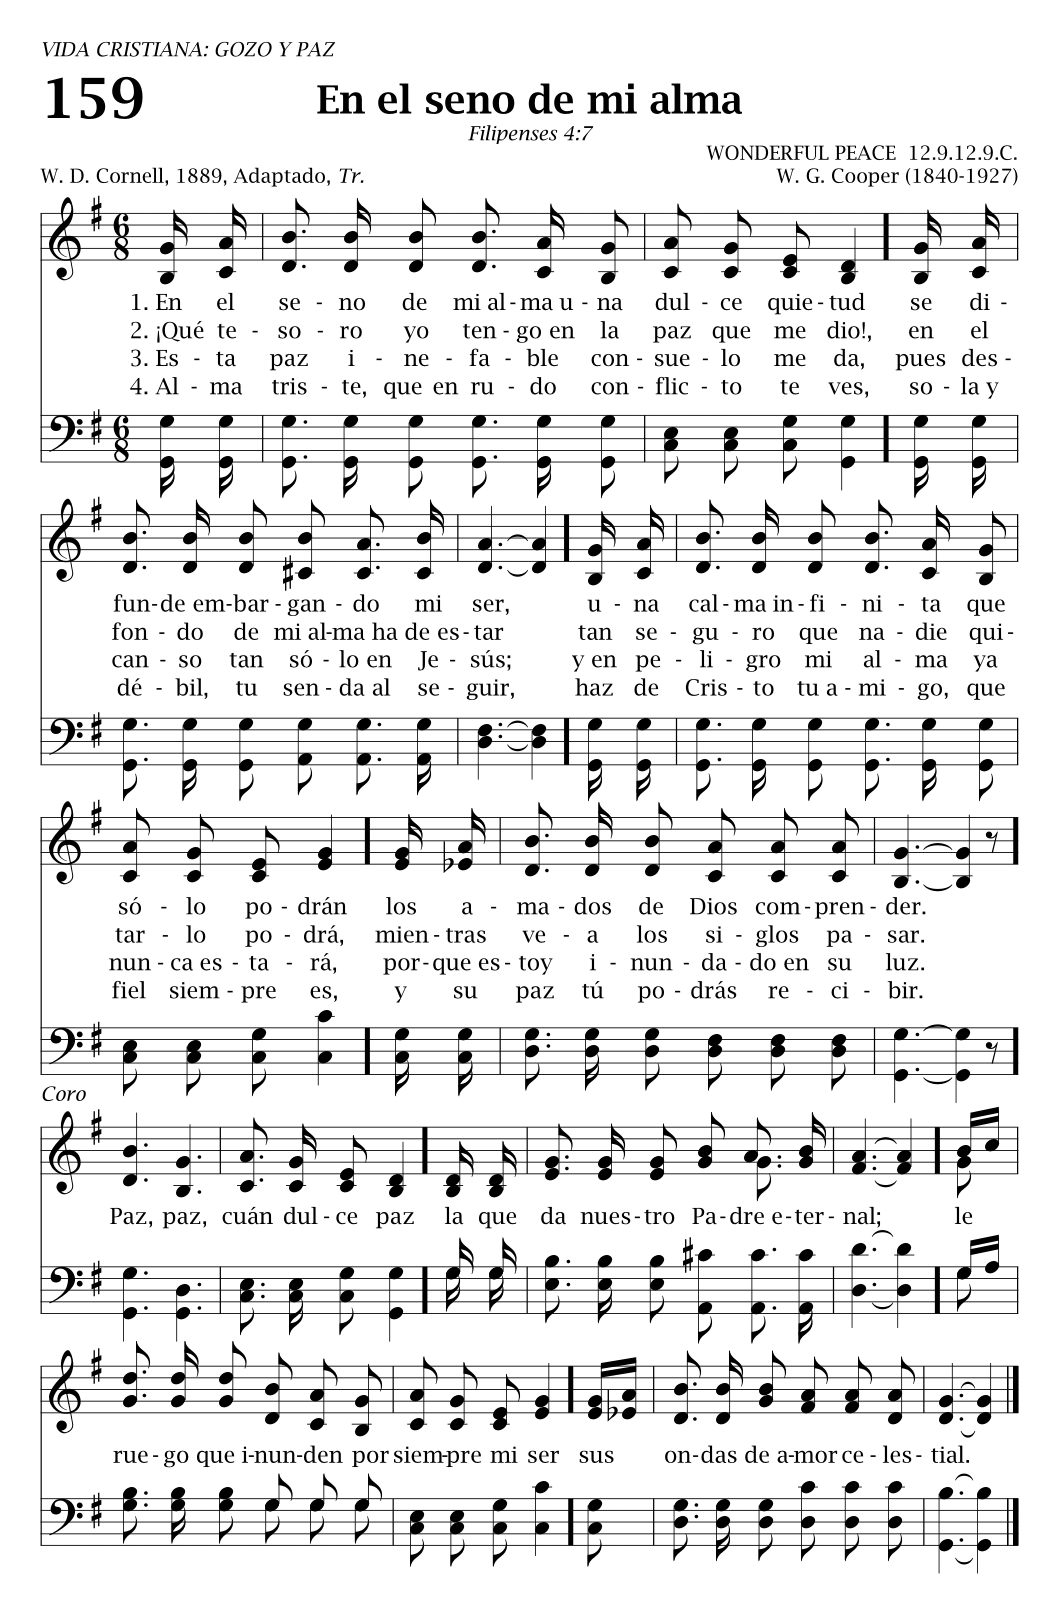 VIDA CRISTIANA: GOZO Y PAZ
159
En el seno de mi alma
Filipenses 4:7
WONDERFUL PEACE 12.9.12.9.C.
W. D. Cornell, 1889, Adaptado, Tr.
W. G. Cooper (1840-1927)
1. En el se - no de mi al - ma u - na dul - ce quie - tud se di -
2. ¡Qué te - so - ro yo ten - go en la paz que me dio!, en el
3. Es - ta paz i - ne - fa - ble con - sue - lo me da, pues des -
4. Al - ma tris - te, que en ru - do con - flic - to te ves, so - la y
fun - de em - bar - gan - do mi ser, u - na cal - ma in - fi - ni - ta que
fon - do de mi al - ma ha de es - tar tan se - gu - ro que na - die qui -
can - so tan só - lo en Je - sús; y en pe - li - gro mi al - ma ya
dé - bil, tu sen - da al se - guir, haz de Cris - to tu a - mi - go, que
só - lo po - drán los a - ma - dos de Dios com - pren - der.
tar - lo po - drá, mien - tras ve - a los si - glos pa - sar.
nun - ca es - ta - rá, por - que es - toy i - nun - da - do en su luz.
fiel siem - pre es, y su paz tú po - drás re - ci - bir.
Coro
Paz, paz, cuán dul - ce paz la que da nues - tro Pa - dre e - ter - nal; le
rue - go que i - nun - den por siem - pre mi ser sus on - das de a - mor ce - les - tial.